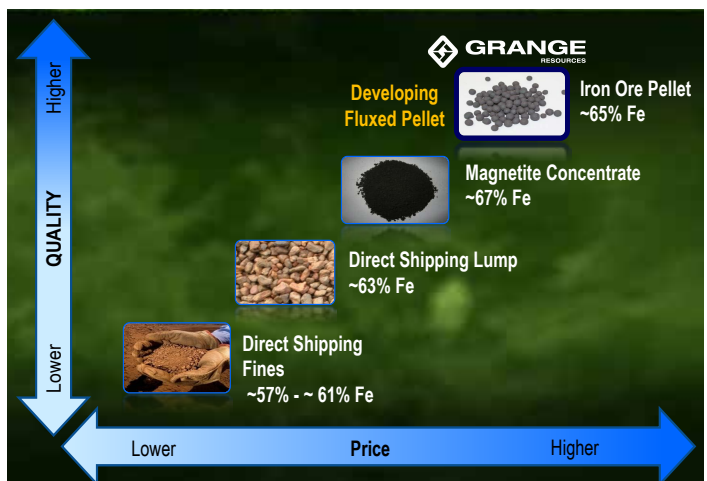 GRANGE
RESOURCES
Higher
QUALITY
Lower
Developing
Fluxed Pellet
Iron Ore Pellet
~65% Fe
Magnetite Concentrate
~67% Fe
Direct Shipping Lump
~63% Fe
Direct Shipping
Fines
~57% - ~ 61% Fe
Lower Price Higher